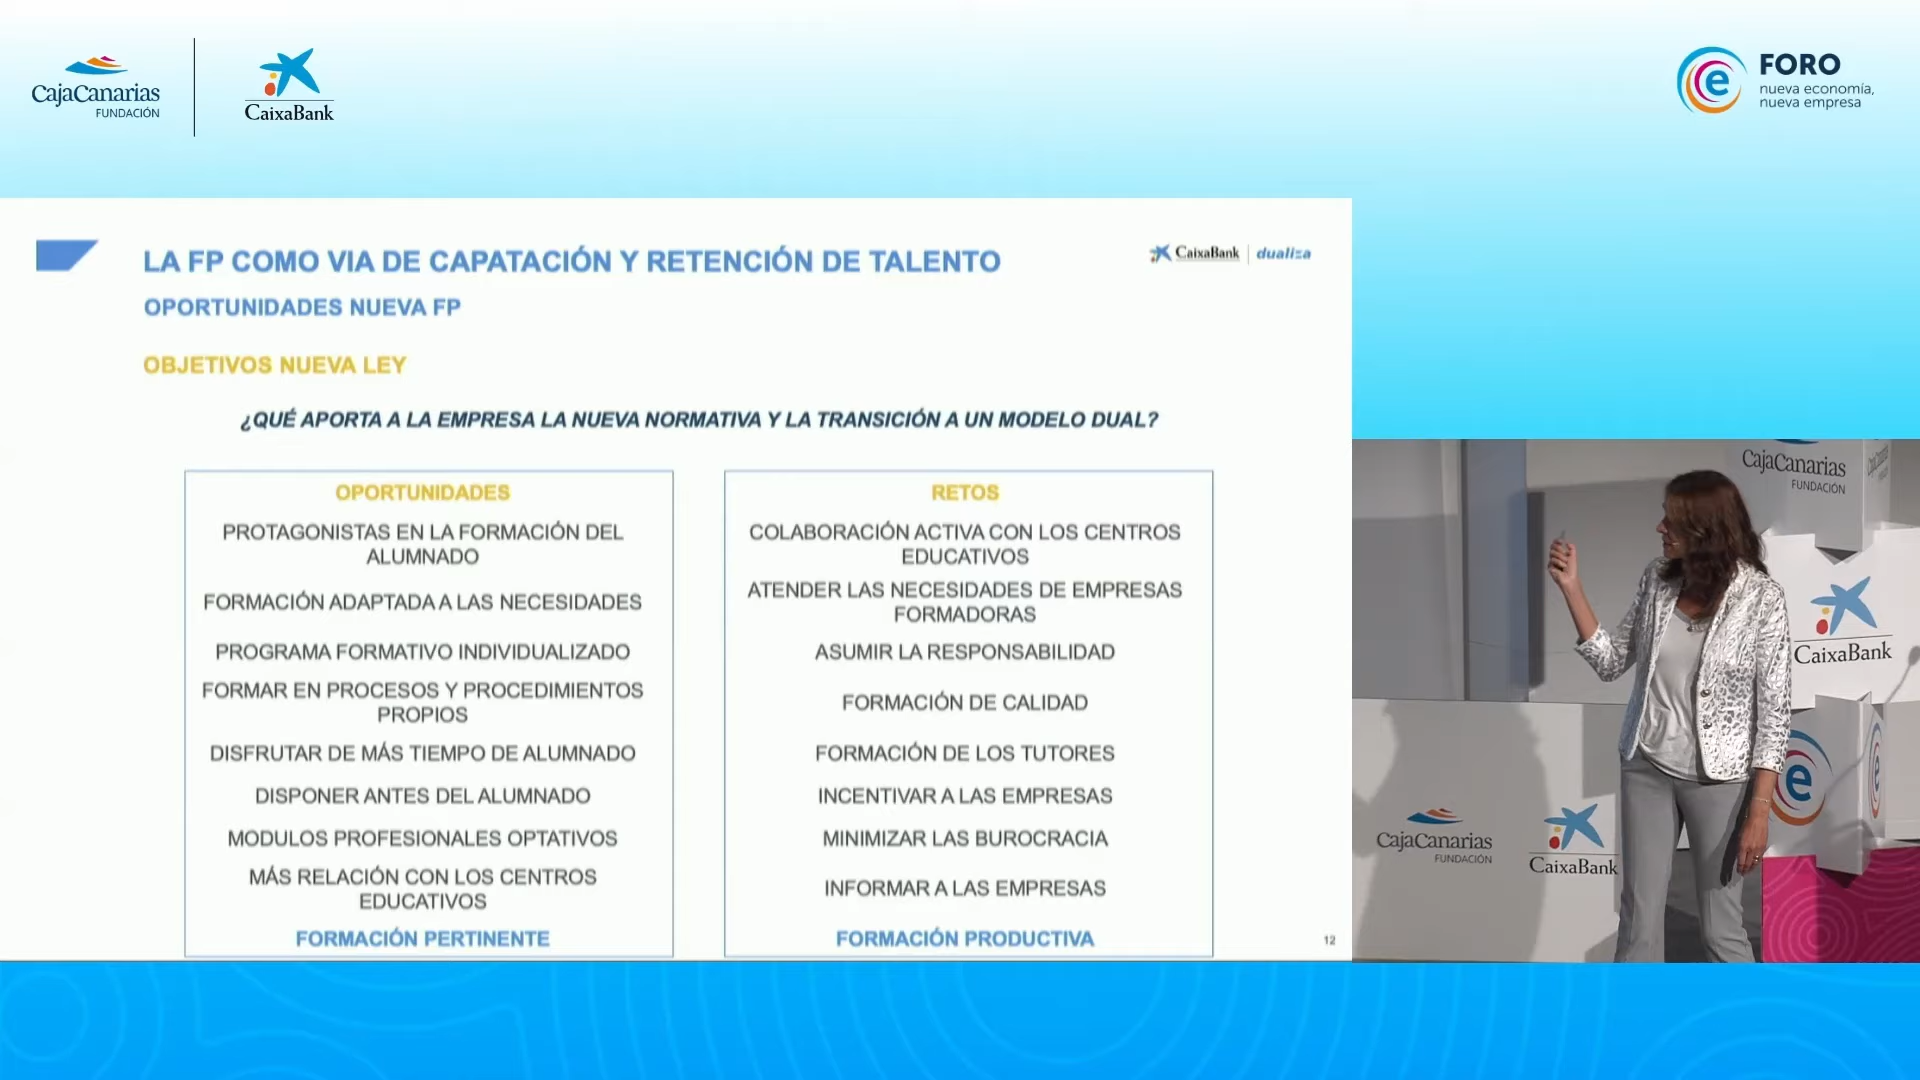 CajaCanarias
FUNDACIÓN
CaixaBank
FORO
nueva economía,
nueva empresa
LA FP COMO VIA DE CAPATACIÓN Y RETENCIÓN DE TALENTO
CaixaBank dualiza
OPORTUNIDADES NUEVA FP
OBJETIVOS NUEVA LEY
¿QUÉ APORTA A LA EMPRESA LA NUEVA NORMATIVA Y LA TRANSICIÓN A UN MODELO DUAL?
OPORTUNIDADES
PROTAGONISTAS EN LA FORMACIÓN DEL
ALUMNADO
FORMACIÓN ADAPTADA A LAS NECESIDADES
PROGRAMA FORMATIVO INDIVIDUALIZADO
FORMAR EN PROCESOS Y PROCEDIMIENTOS
PROPIOS
DISFRUTAR DE MÁS TIEMPO DE ALUMNADO
DISPONER ANTES DEL ALUMNADO
MODULOS PROFESIONALES OPTATIVOS
MÁS RELACIÓN CON LOS CENTROS
EDUCATIVOS
FORMACIÓN PERTINENTE
RETOS
COLABORACIÓN ACTIVA CON LOS CENTROS
EDUCATIVOS
ATENDER LAS NECESIDADES DE EMPRESAS
FORMADORAS
ASUMIR LA RESPONSABILIDAD
FORMACIÓN DE CALIDAD
FORMACIÓN DE LOS TUTORES
INCENTIVAR A LAS EMPRESAS
MINIMIZAR LAS BUROCRACIA
INFORMAR A LAS EMPRESAS
FORMACIÓN PRODUCTIVA
12
CajaCanarias
FUNDACIÓN
CaixaBank
e
CajaCanarias
FUNDACIÓN
CaixaBank